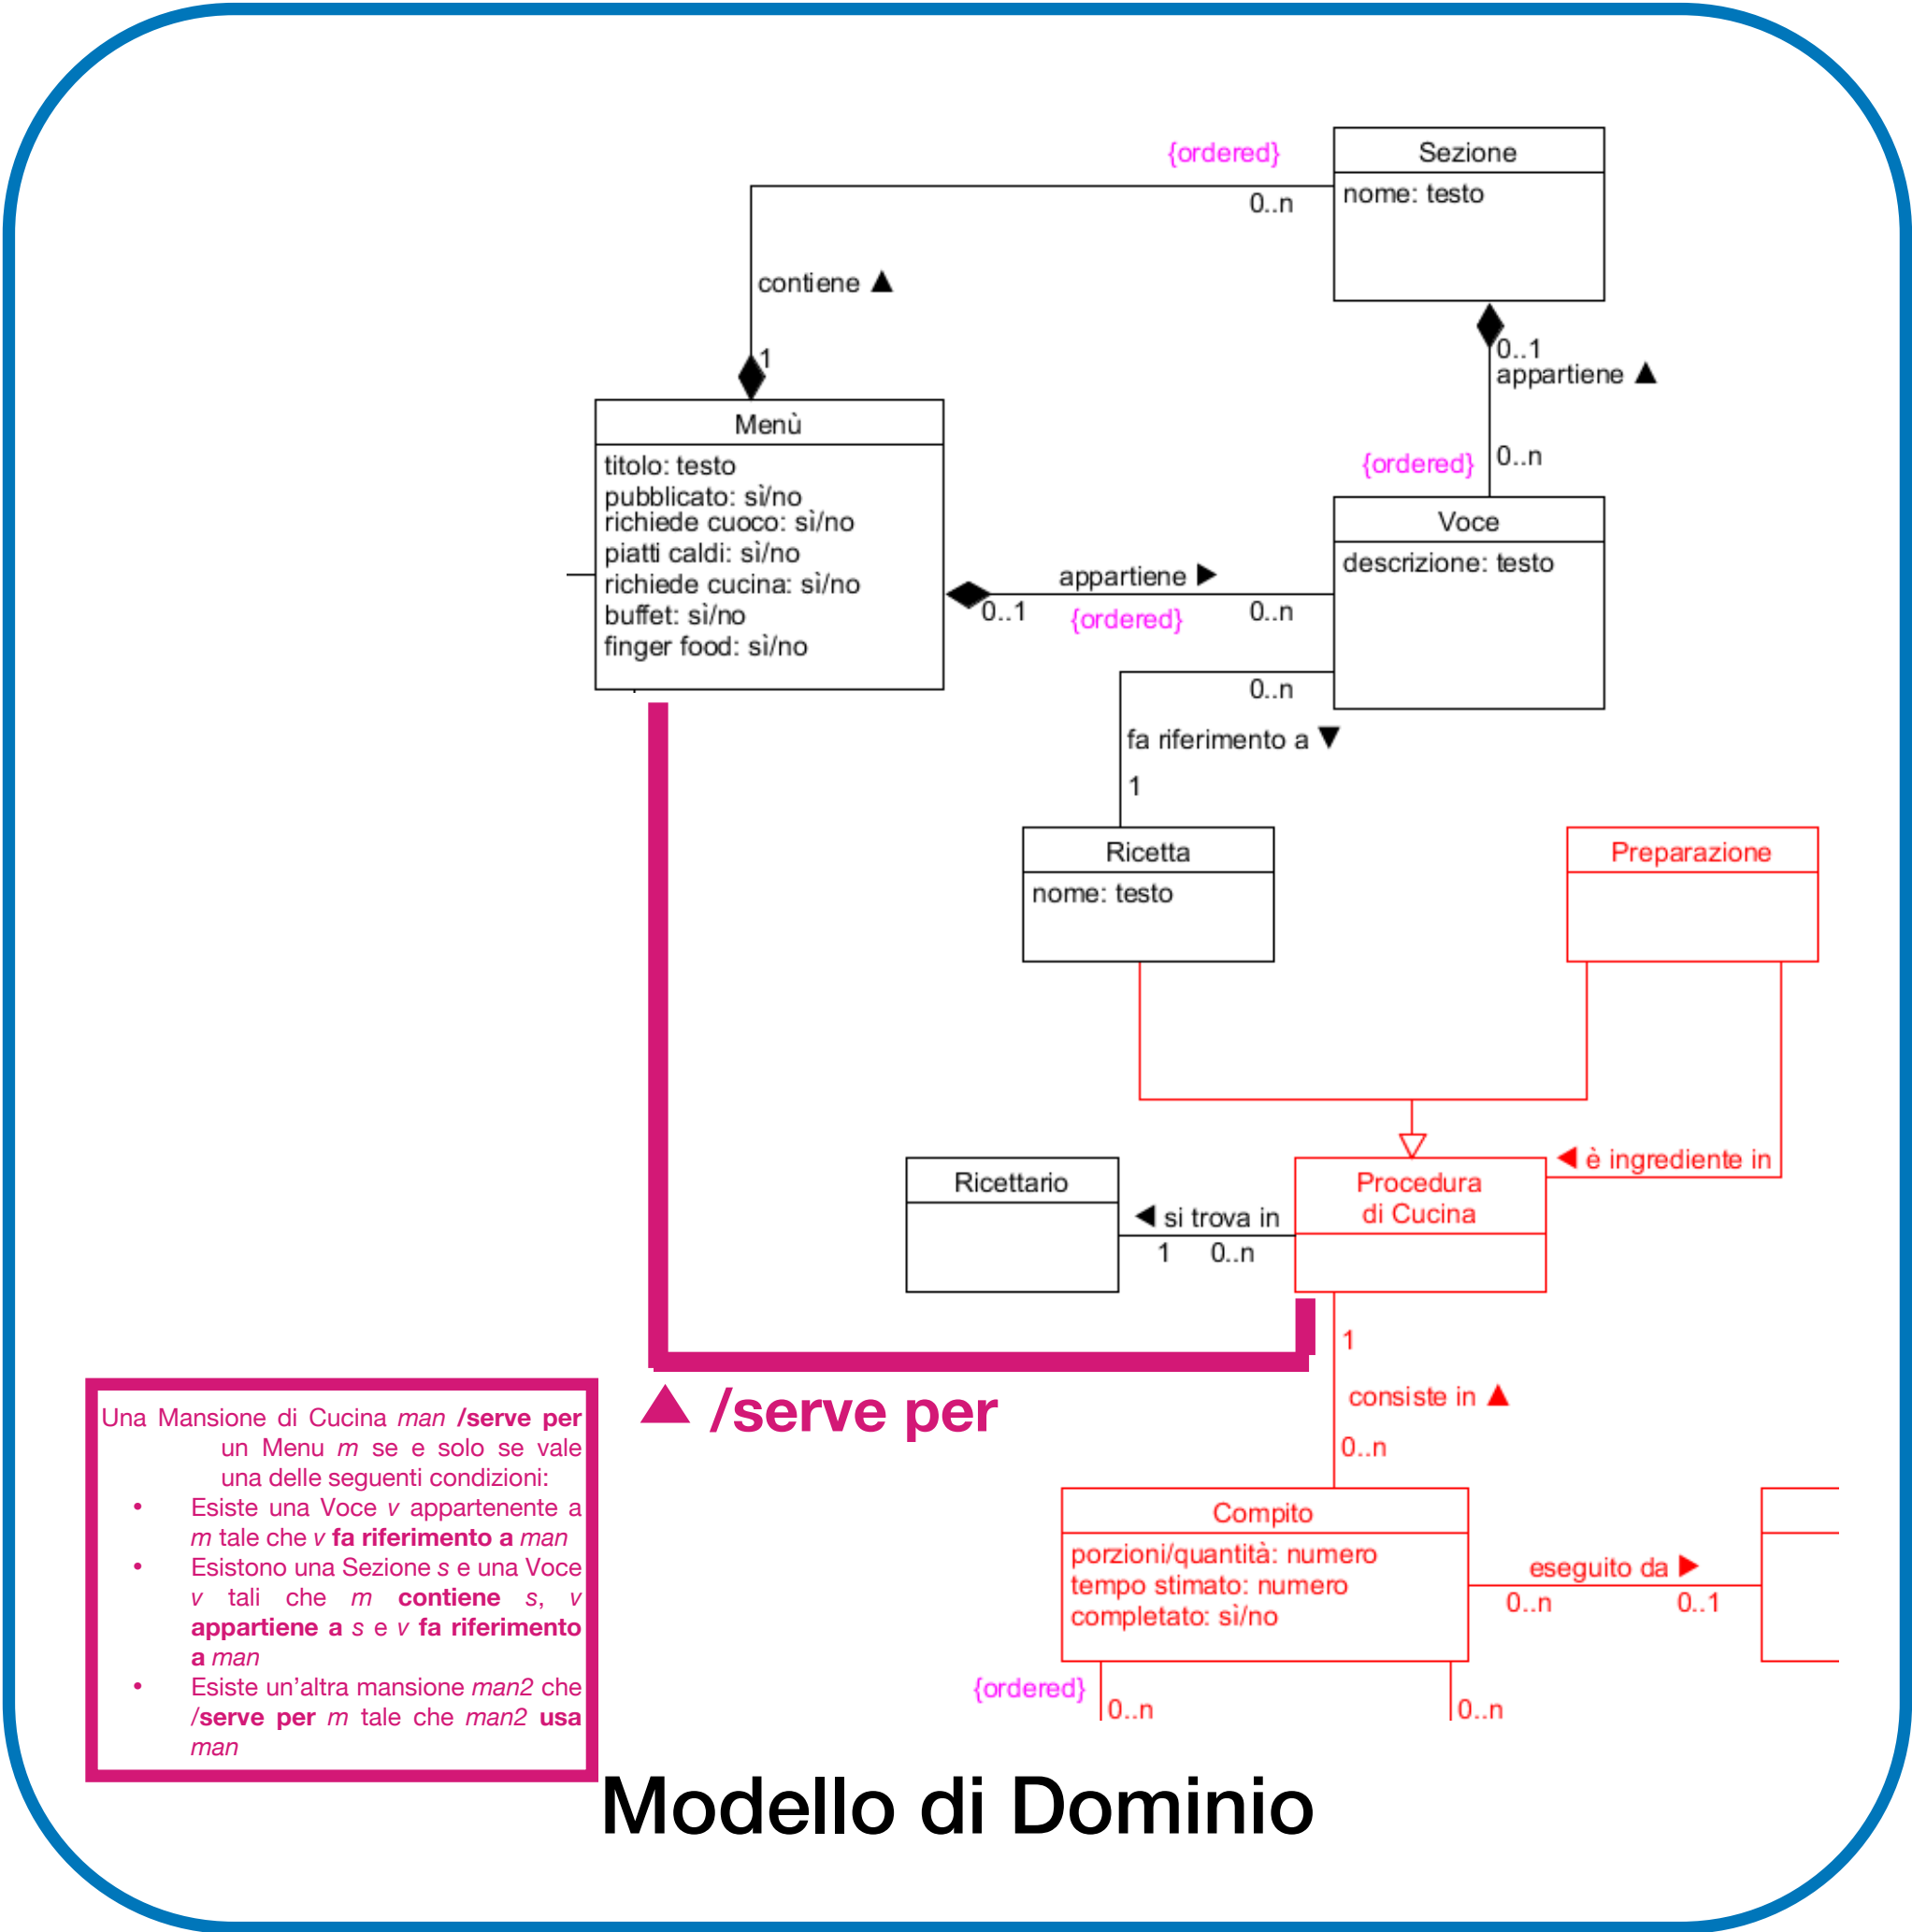 {ordered}
Sezione
nome: testo
0..n
contiene ▲
1
0..1
appartiene ▲
{ordered}
0..n
Menù
titolo: testo
pubblicato: sì/no
richiede cuoco: sì/no
piatti caldi: sì/no
richiede cucina: sì/no
buffet: sì/no
finger food: sì/no
Voce
descrizione: testo
appartiene ►
0..1
{ordered}
0..n
0..n
fa riferimento a ▼
1
Ricetta
nome: testo
Preparazione
◄ è ingrediente in
Ricettario
◄ si trova in
1
0..n
Procedura
di Cucina
1
consiste in ▲
0..n
▲ /serve per
Una Mansione di Cucina man /serve per
un Menu m se e solo se vale
una delle seguenti condizioni:
• Esiste una Voce v appartenente a
m tale che v fa riferimento a man
• Esistono una Sezione s e una Voce
v tali che m contiene s, v
appartiene a s e v fa riferimento
a man
• Esiste un'altra mansione man2 che
/serve per m tale che man2 usa
man
Compito
porzioni/quantità: numero
tempo stimato: numero
completato: sì/no
eseguito da ►
0..n
0..1
{ordered}
0..n
0..n
Modello di Dominio